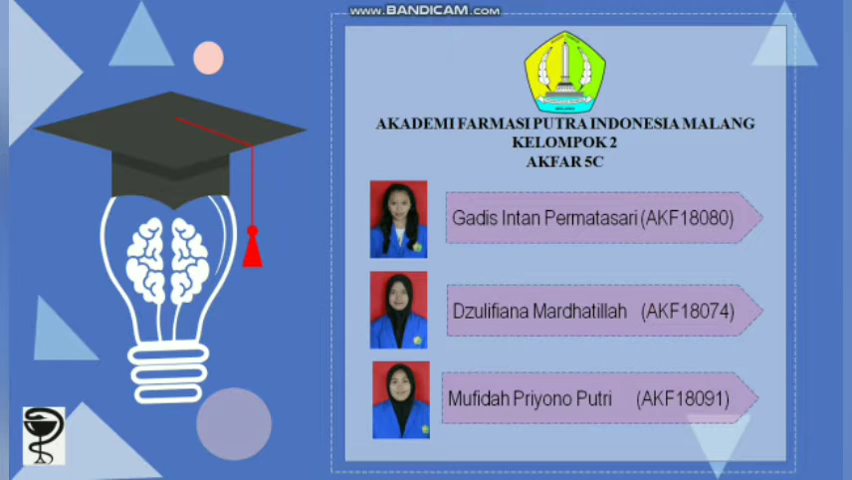 www.BANDICAM.COM
AKADEMI FARMASI PUTRA INDONESIA MALANG
KELOMPOK 2
AKFAR 5C
Gadis Intan Permatasari (AKF18080)
Dzulifiana Mardhatillah (AKF18074)
Mufidah Priyono Putri (AKF18091)